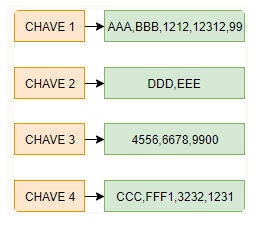 CHAVE 1 AAA,BBB,1212,12312,99
CHAVE 2 DDD,EEE
CHAVE 3 4556,6678,9900
CHAVE 4 CCC,FFF1,3232,1231